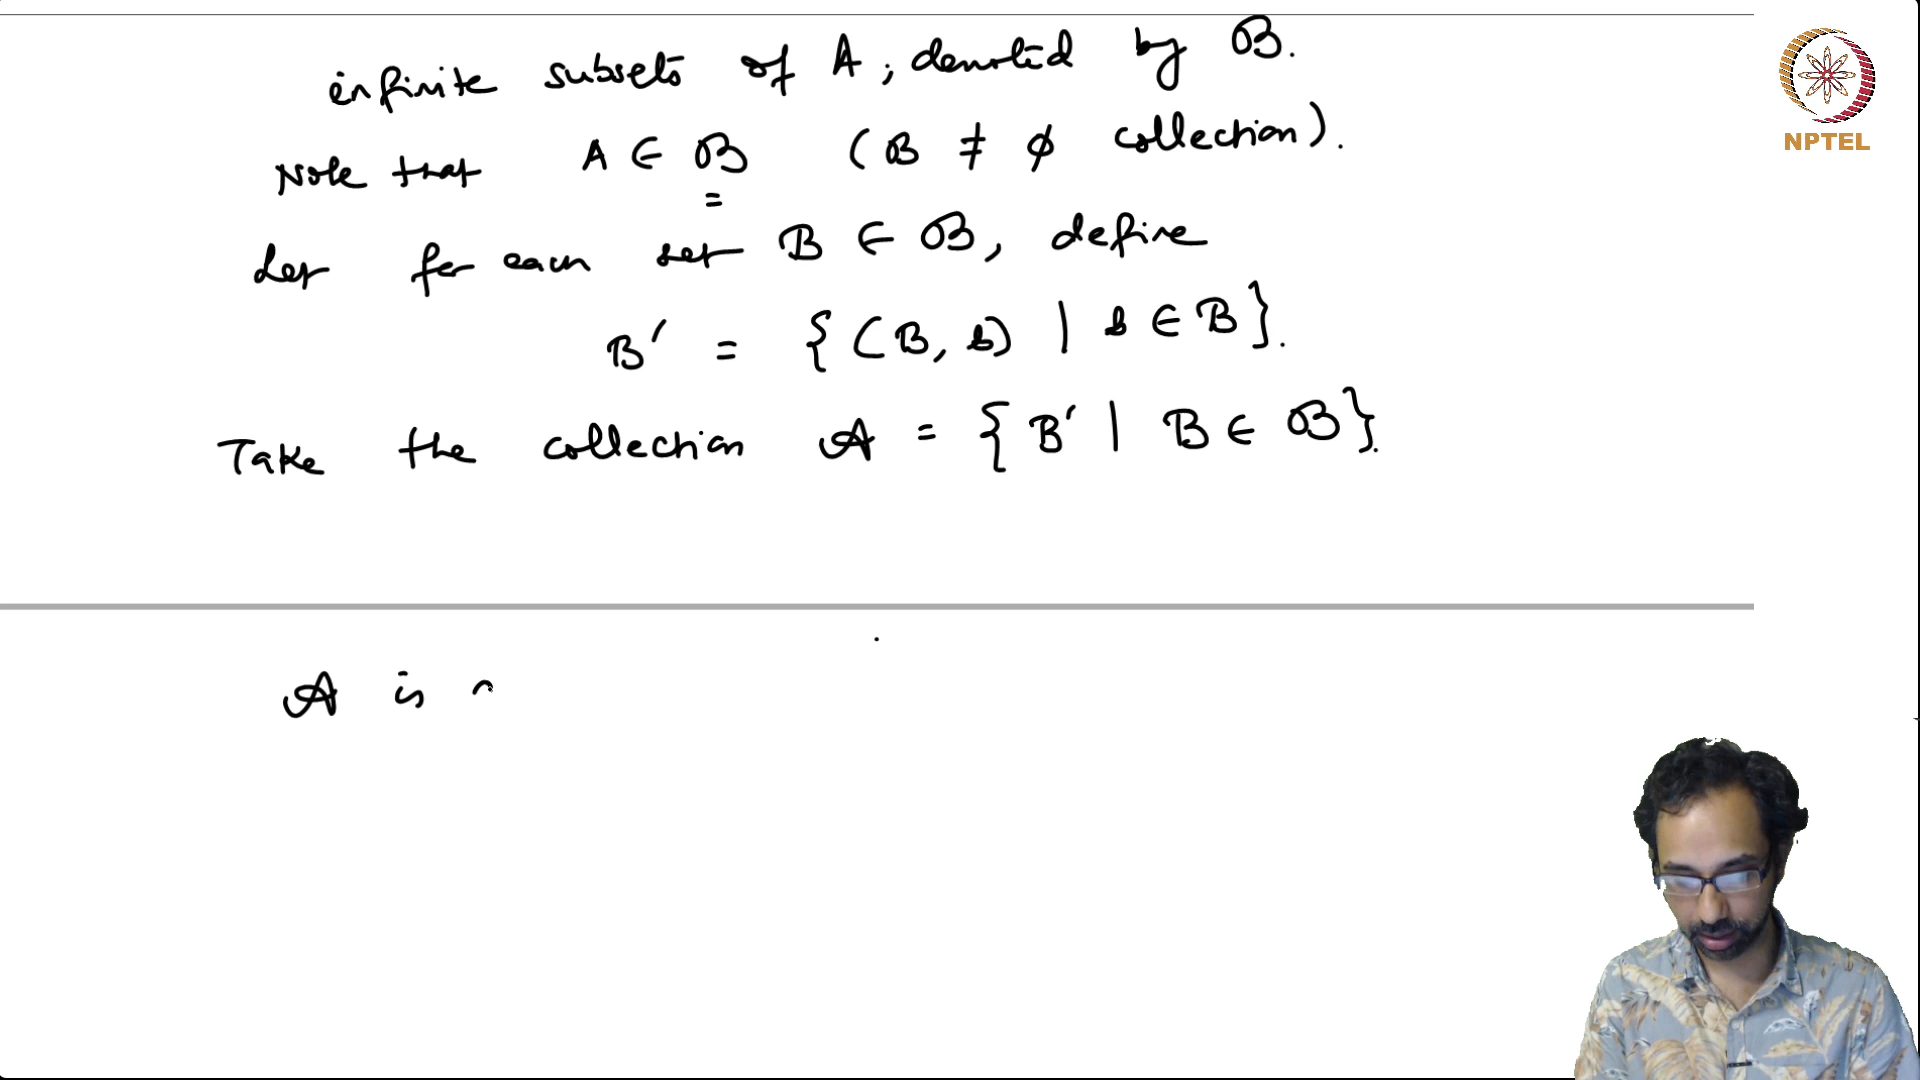 infinite subsets of A, denoted by ℬ.
NPTEL
Note that A ∈ ℬ (ℬ ≠ ϕ collection).
=
Let for each set B ∈ ℬ, define
B′ = {(B, b) | b ∈ B}.
Take the collection 𝒜 = {B′ | B ∈ ℬ}.
𝒜 is